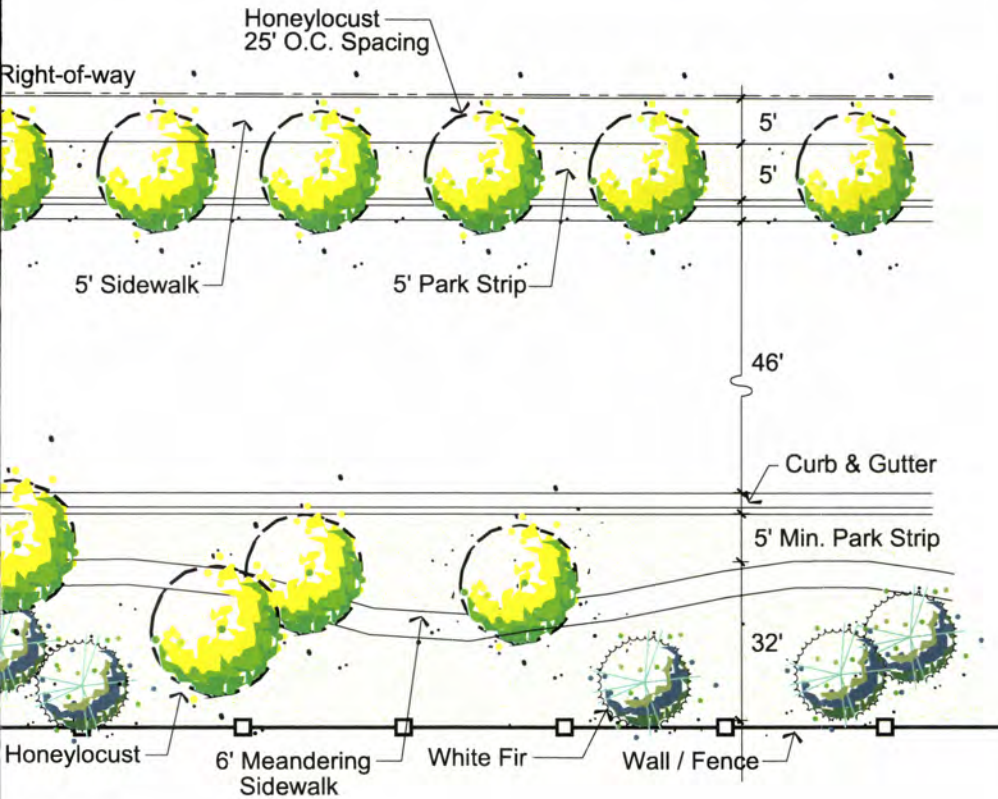 Honeylocust
25' O.C. Spacing
Right-of-way
5'
5'
5' Sidewalk
5' Park Strip
46'
Curb & Gutter
5' Min. Park Strip
32'
Honeylocust
6' Meandering
Sidewalk
White Fir
Wall / Fence